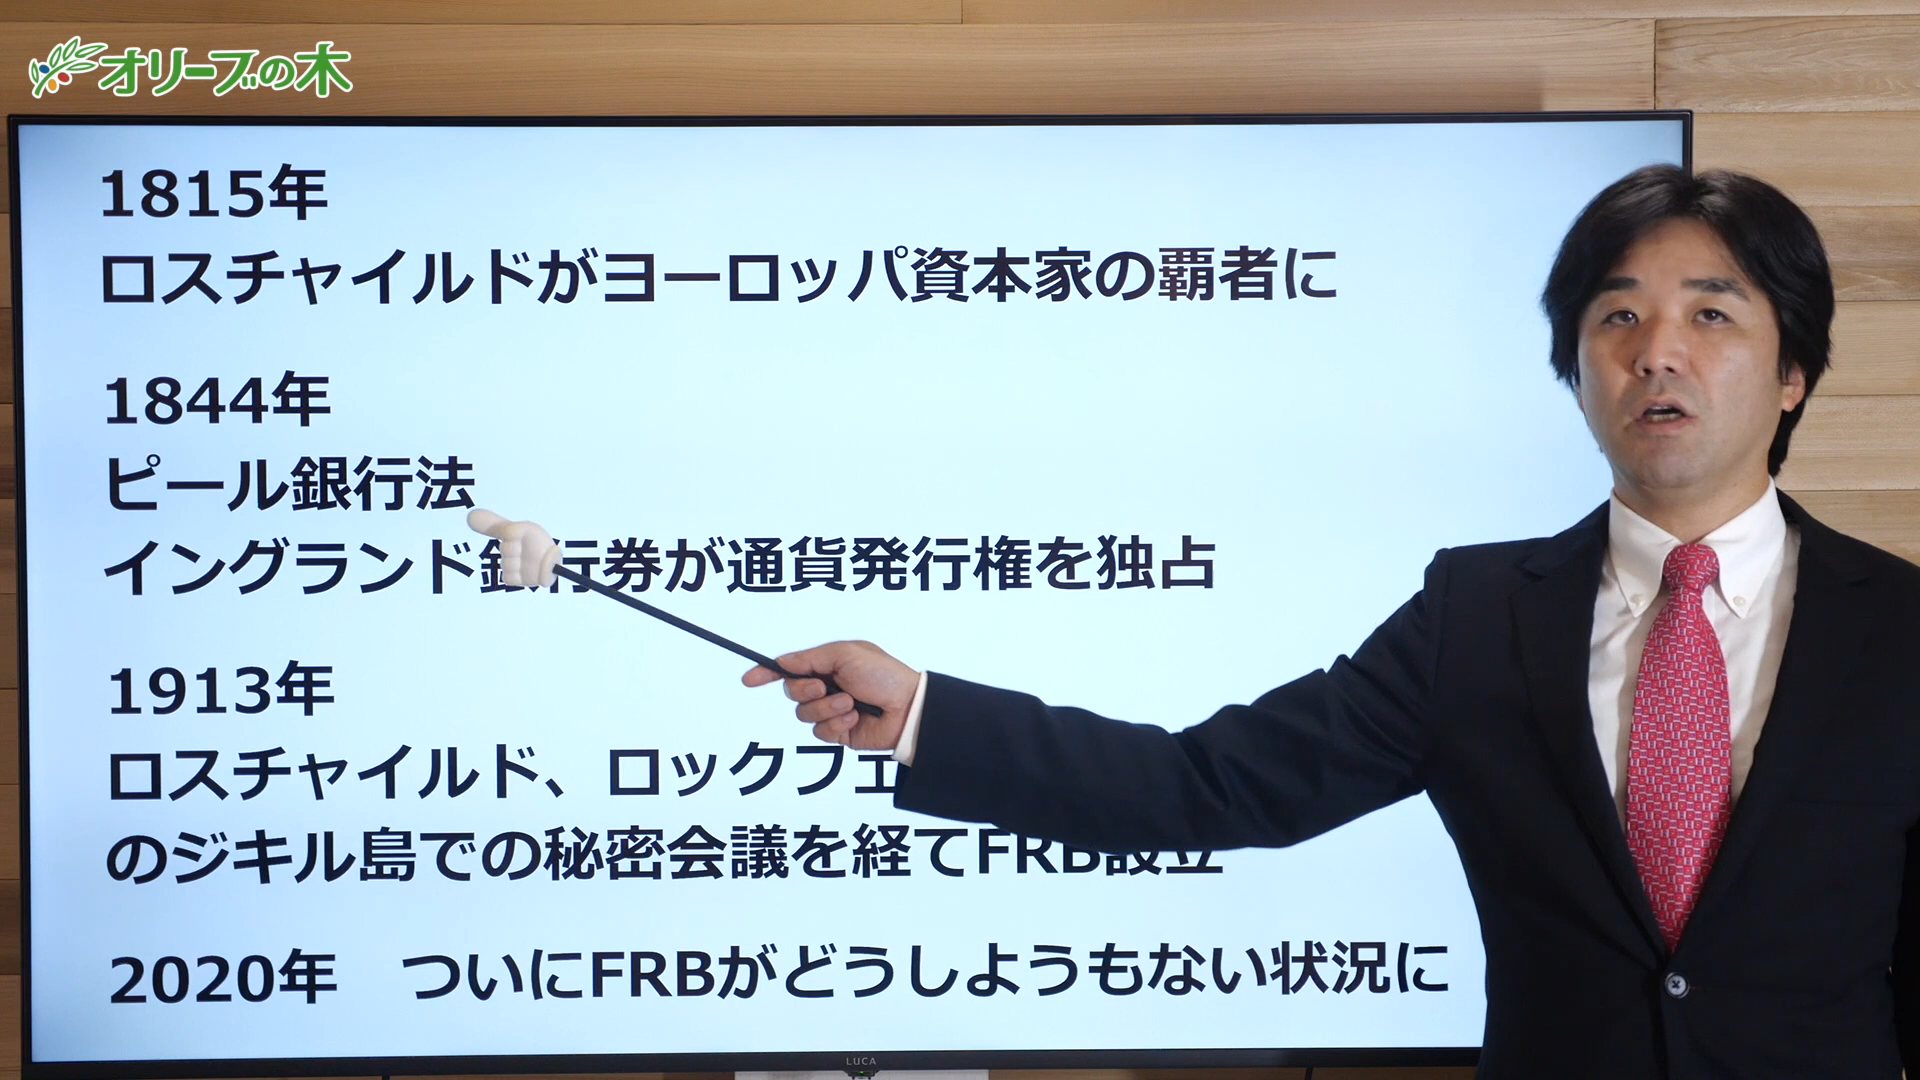 オリーブの木
1815年
ロスチャイルドがヨーロッパ資本家の覇者に
1844年
ピール銀行法
イングランド銀行券が通貨発行権を独占
1913年
ロスチャイルド、ロックフェ
のジキル島での秘密会議を経てFRB設立
2020年 ついにFRBがどうしようもない状況に
LUCA